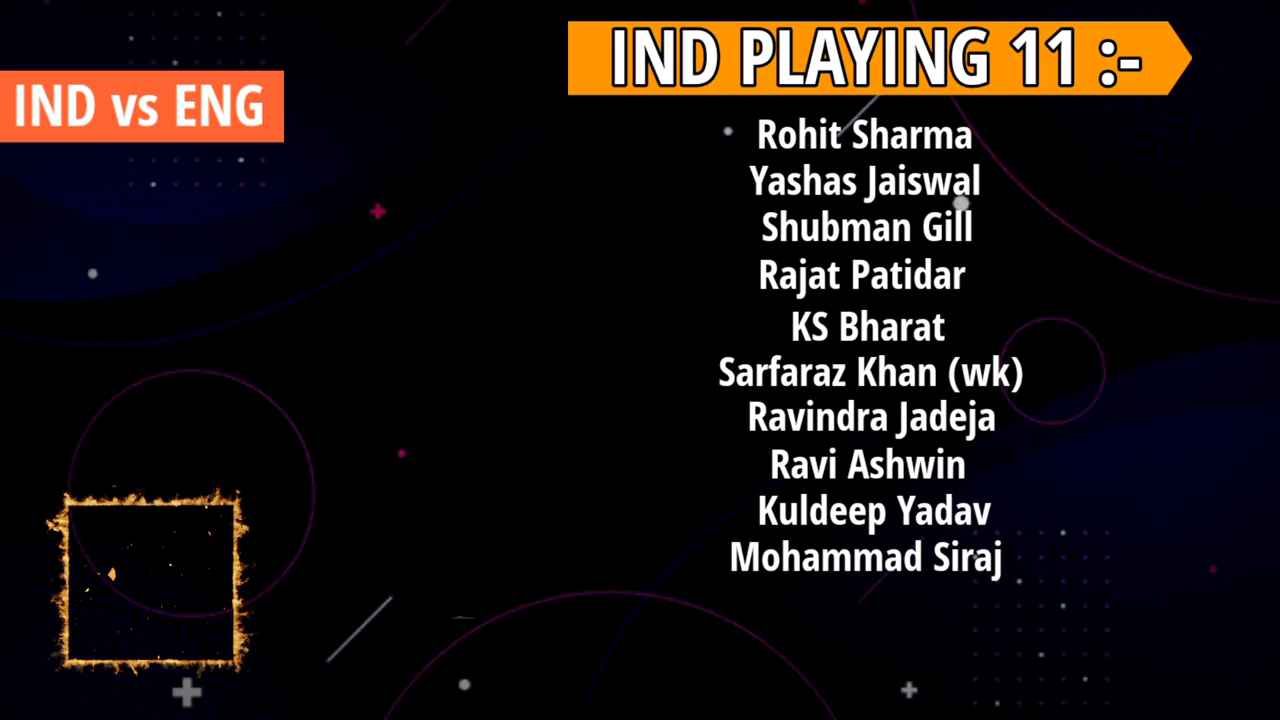 IND vs ENG
IND PLAYING 11 :-
Rohit Sharma
Yashas Jaiswal
Shubman Gill
Rajat Patidar
KS Bharat
Sarfaraz Khan (wk)
Ravindra Jadeja
Ravi Ashwin
Kuldeep Yadav
Mohammad Siraj